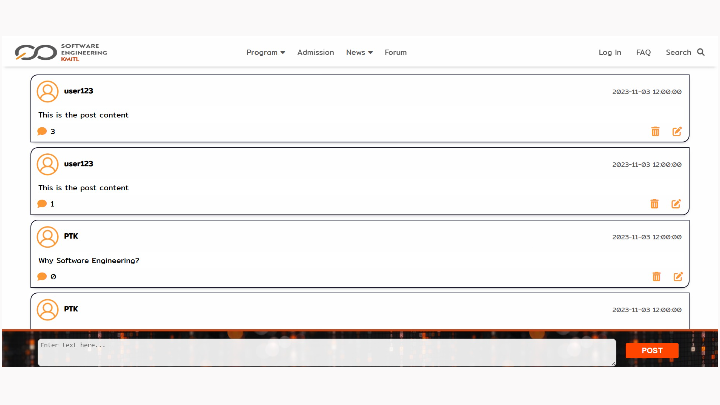 SOFTWARE
ENGINEERING
KMITL
Program Admission News Forum
Log In FAQ Search
user123
2023-11-03 12:00:00
This is the post content
3
user123
2023-11-03 12:00:00
This is the post content
1
PTK
2023-11-03 12:00:00
Why Software Engineering?
0
PTK
2023-11-03 12:00:00
Enter text here...
POST